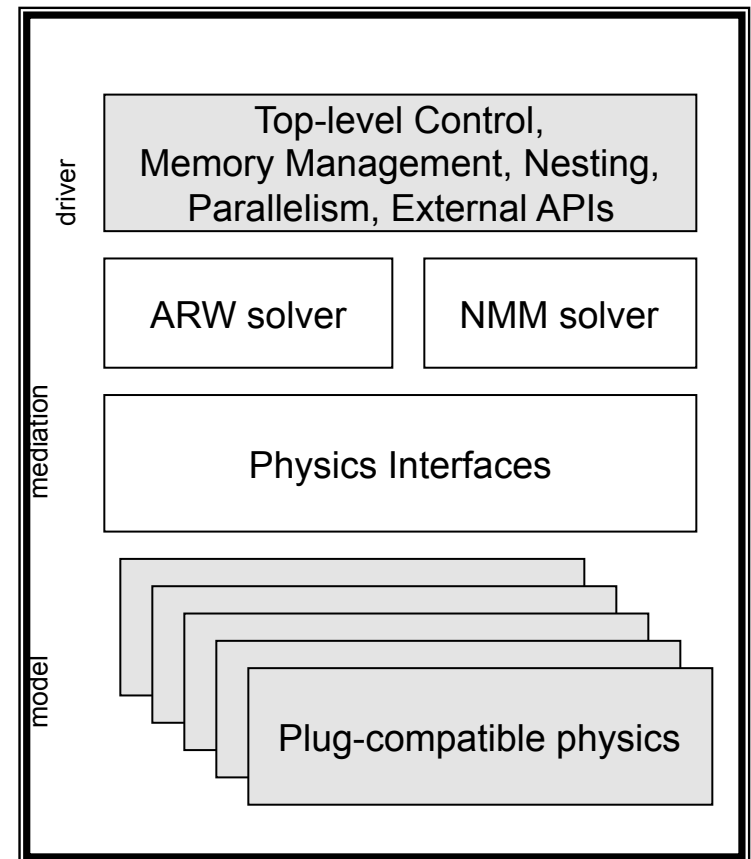 driver
Top-level Control,
Memory Management, Nesting,
Parallelism, External APIs
ARW solver
NMM solver
mediation
Physics Interfaces
model
Plug-compatible physics